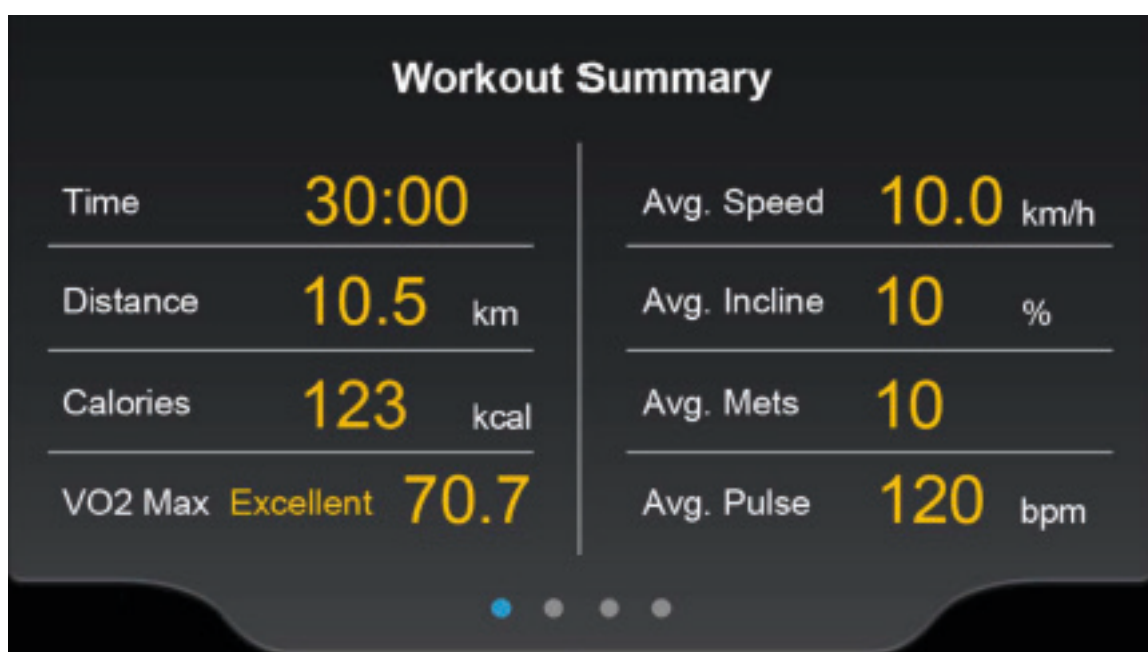 Workout Summary
Time 30:00
Distance 10.5 km
Calories 123 kcal
VO2 Max Excellent 70.7
Avg. Speed 10.0 km/h
Avg. Incline 10 %
Avg. Mets 10
Avg. Pulse 120 bpm